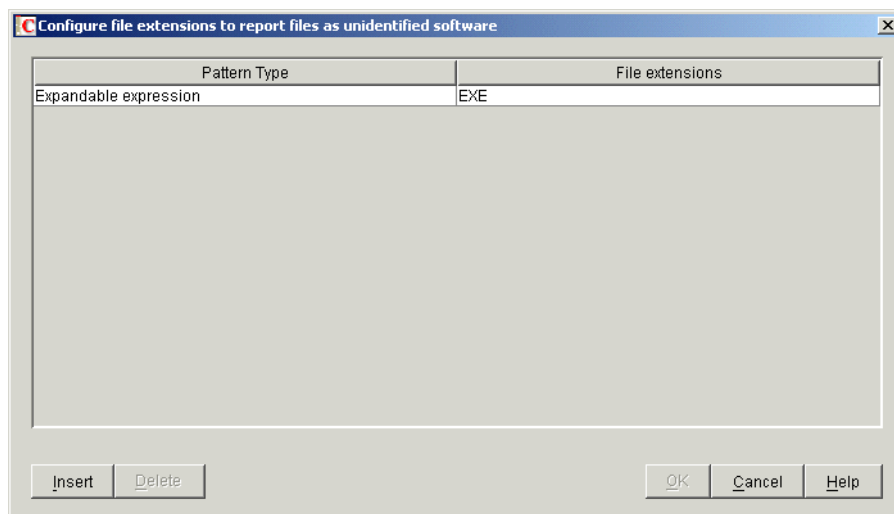 Configure file extensions to report files as unidentified software
Pattern Type File extensions
Expandable expression EXE
Insert Delete OK Cancel Help